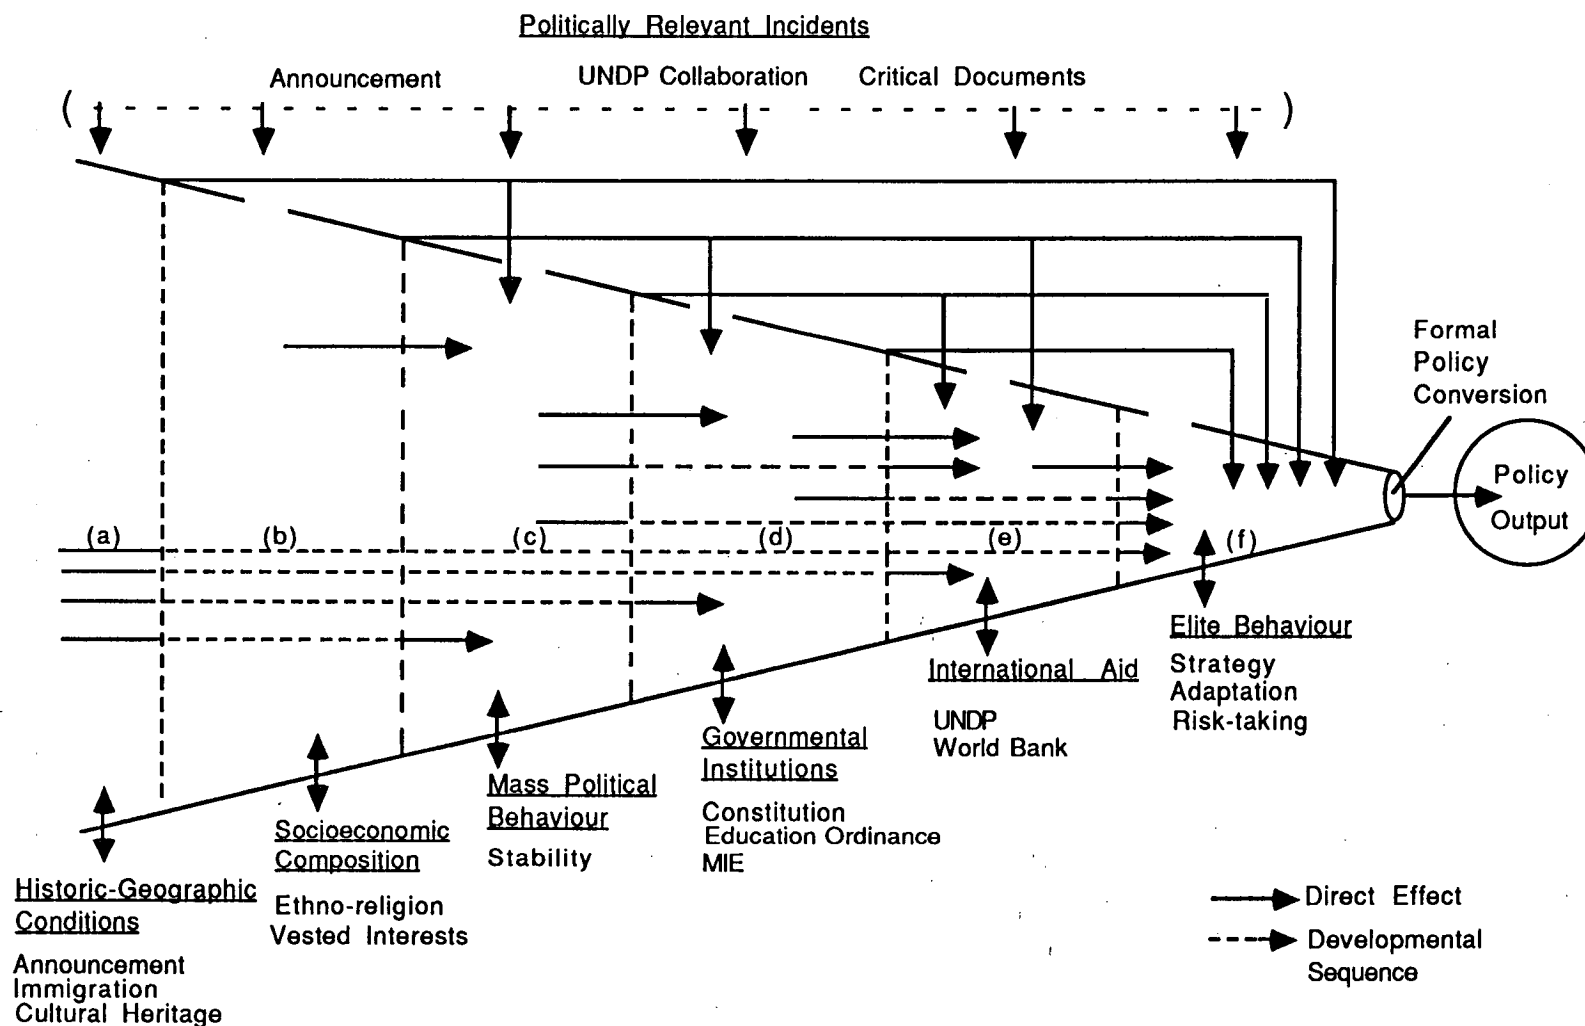 Politically Relevant Incidents
Announcement UNDP Collaboration Critical Documents
( )
Formal
Policy
Conversion
Policy
Output
(a) (b) (c) (d) (e) (f)
Historic-Geographic
Conditions
Announcement
Immigration
Cultural Heritage
Socioeconomic
Composition
Ethno-religion
Vested Interests
Mass Political
Behaviour
Stability
Governmental
Institutions
Constitution
Education Ordinance
MIE
International Aid
UNDP
World Bank
Elite Behaviour
Strategy
Adaptation
Risk-taking
Direct Effect
Developmental
Sequence